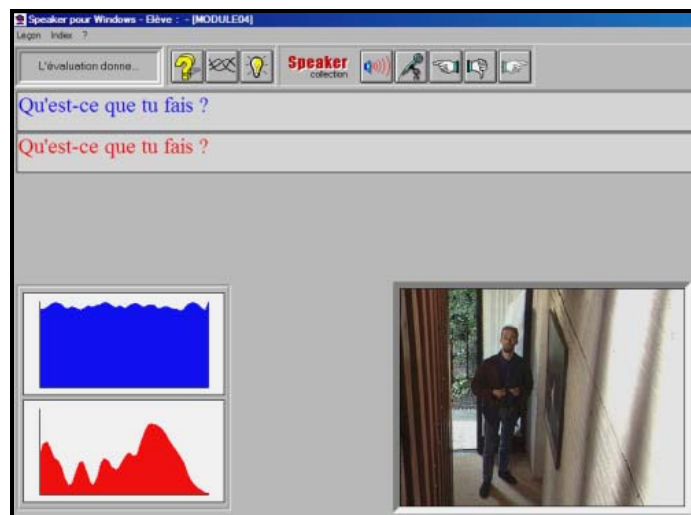 Speaker pour Windows - Elève : - [MODULE04]
Leçon Index ?
L'évaluation donne...
Speaker
collection
Qu'est-ce que tu fais ?
Qu'est-ce que tu fais ?